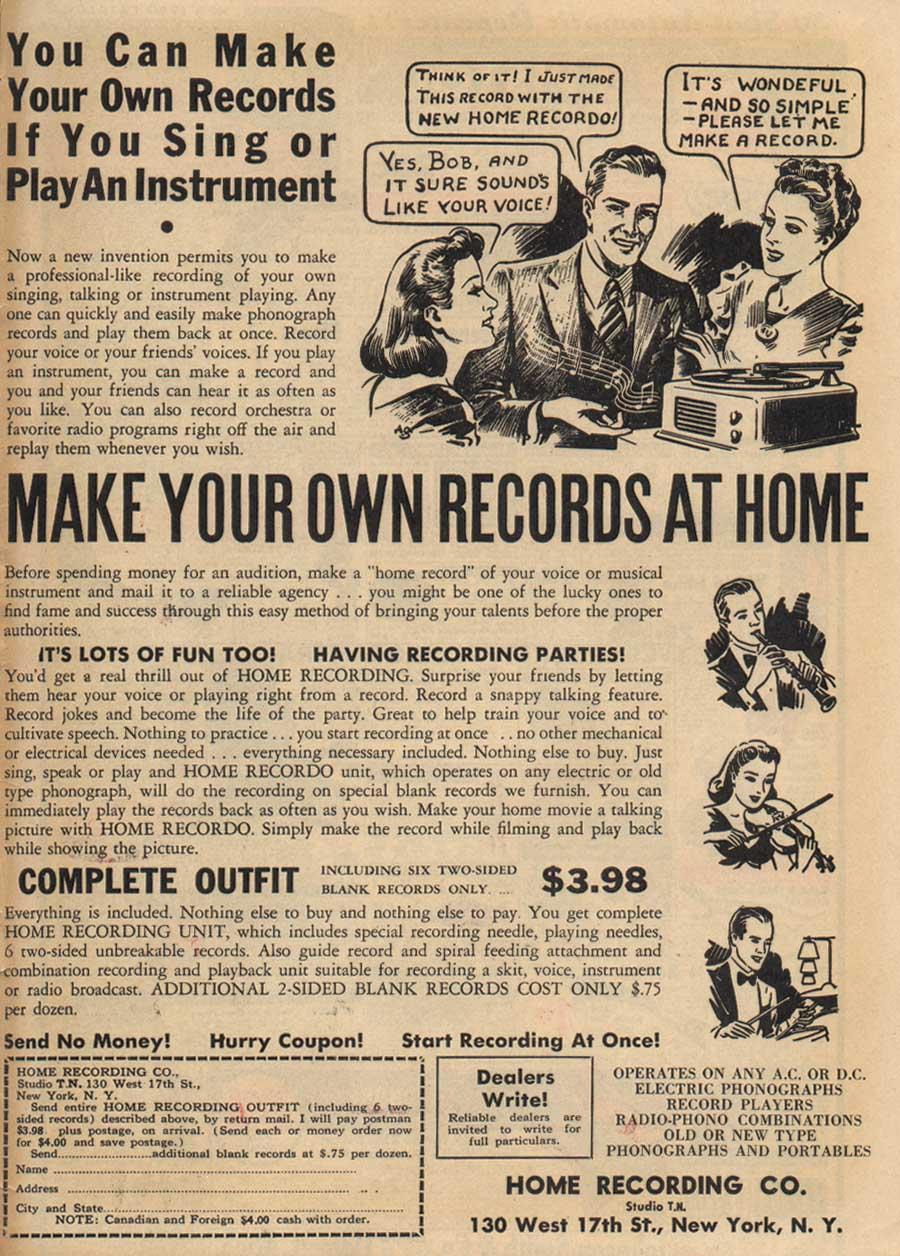 You Can Make
Your Own Records
If You Sing or
Play An Instrument
Now a new invention permits you to make
a professional-like recording of your own
singing, talking or instrument playing. Any
one can quickly and easily make phonograph
records and play them back at once. Record
your voice or your friends' voices. If you play
an instrument, you can make a record and
you and your friends can hear it as often as
you like. You can also record orchestra or
favorite radio programs right off the air and
replay them whenever you wish.
THINK OF IT! I JUST MADE
THIS RECORD WITH THE
NEW HOME RECORDO!
YES, BOB, AND
IT SURE SOUND'S
LIKE YOUR VOICE!
IT'S WONDEFUL
-AND SO SIMPLE
-PLEASE LET ME
MAKE A RECORD.
MAKE YOUR OWN RECORDS AT HOME
Before spending money for an audition, make a "home record" of your voice or musical
instrument and mail it to a reliable agency . . . you might be one of the lucky ones to
find fame and success through this easy method of bringing your talents before the proper
authorities.
IT'S LOTS OF FUN TOO! HAVING RECORDING PARTIES!
You'd get a real thrill out of HOME RECORDING. Surprise your friends by letting
them hear your voice or playing right from a record. Record a snappy talking feature.
Record jokes and become the life of the party. Great to help train your voice and to
cultivate speech. Nothing to practice . . . you start recording at once . . no other mechanical
or electrical devices needed . . . everything necessary included. Nothing else to buy. Just
sing, speak or play and HOME RECORDO unit, which operates on any electric or old
type phonograph, will do the recording on special blank records we furnish. You can
immediately play the records back as often as you wish. Make your home movie a talking
picture with HOME RECORDO. Simply make the record while filming and play back
while showing the picture.
COMPLETE OUTFIT INCLUDING SIX TWO-SIDED
BLANK RECORDS ONLY. ... $3.98
Everything is included. Nothing else to buy and nothing else to pay. You get complete
HOME RECORDING UNIT, which includes special recording needle, playing needles,
6 two-sided unbreakable records. Also guide record and spiral feeding attachment and
combination recording and playback unit suitable for recording a skit, voice, instrument
or radio broadcast. ADDITIONAL 2-SIDED BLANK RECORDS COST ONLY $.75
per dozen.
Send No Money! Hurry Coupon! Start Recording At Once!
HOME RECORDING CO.,
Studio T.N. 130 West 17th St.,
New York, N. Y.
Send entire HOME RECORDING OUTFIT (including 6 two-
sided records) described above, by return mail. I will pay postman
$3.98 plus postage, on arrival. (Send each or money order now
for $4.00 and save postage.)
Send......................additional blank records at $.75 per dozen.
Name ......................
Address ......................
City and State......................
NOTE: Canadian and Foreign $4.00 cash with order.
Dealers
Write!
Reliable dealers are
invited to write for
full particulars.
OPERATES ON ANY A.C. OR D.C.
ELECTRIC PHONOGRAPHS
RECORD PLAYERS
RADIO-PHONO COMBINATIONS
OLD OR NEW TYPE
PHONOGRAPHS AND PORTABLES
HOME RECORDING CO.
Studio T.N.
130 West 17th St., New York, N. Y.